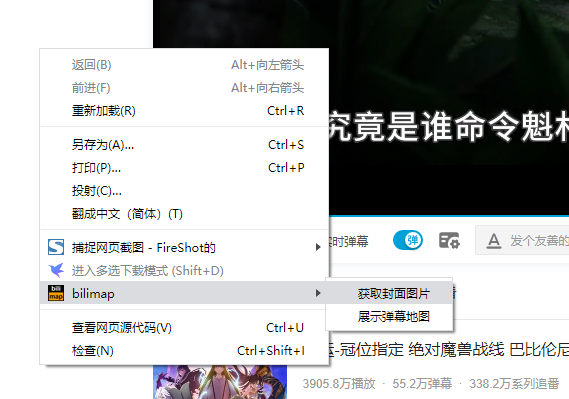 究竟是谁命令魁
返回(B) Alt+向左箭头
前进(F) Alt+向右箭头
重新加载(R) Ctrl+R
另存为(A)... Ctrl+S
打印(P)... Ctrl+P
投射(C)...
翻成中文（简体）(T)
时弹幕 弹 发个友善的
捕捉网页截图 - FireShot的
进入多选下载模式 (Shift+D)
bili map bilimap
获取封面图片
展示弹幕地图
查看网页源代码(V) Ctrl+U
检查(N) Ctrl+Shift+I
-冠位指定 绝对魔兽战线 巴比伦尼
3905.8万播放 · 55.2万弹幕 · 338.2万系列追番